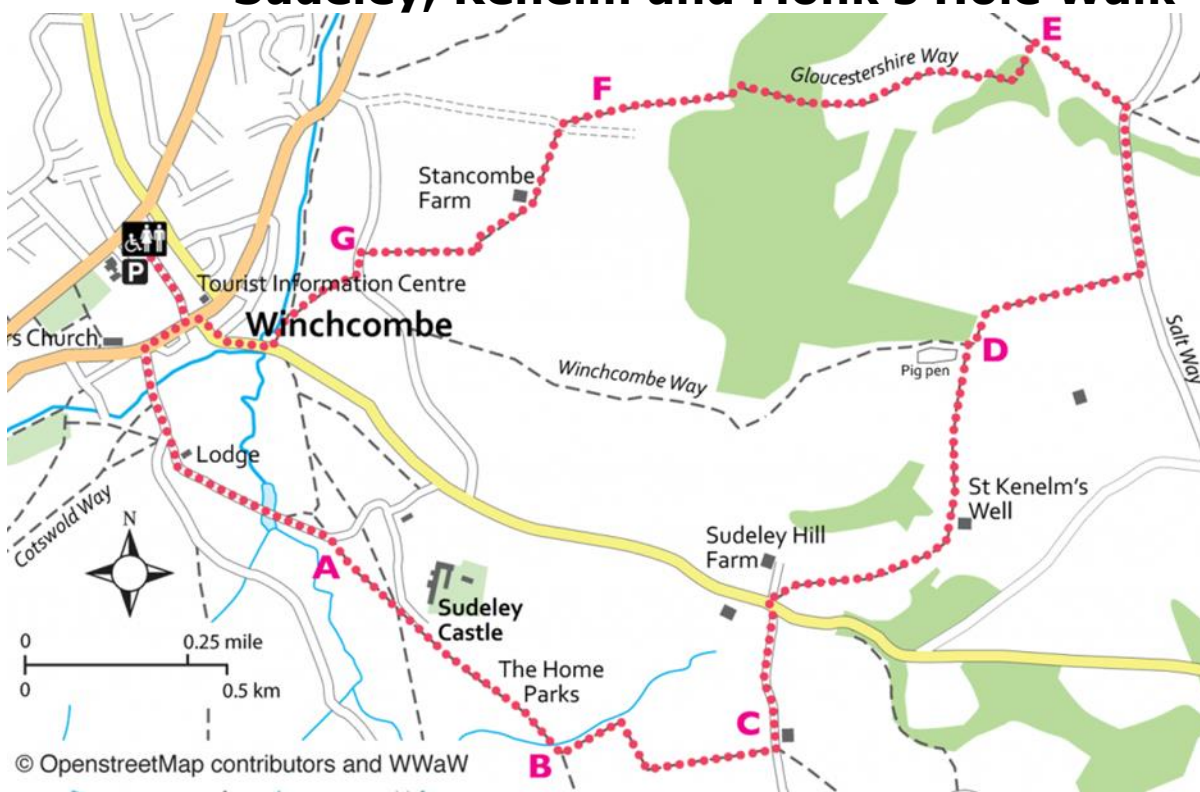 Sudeley, Kenelm and Monk's Hole Walk
E
Gloucestershire Way
F
Stancombe
Farm
G
P
Tourist Information Centre
Winchcombe
s Church
D
Salt Way
Pig pen
Winchcombe Way
Lodge
St Kenelm's
Well
Cotswold Way
N
Sudeley Hill
Farm
A
Sudeley
Castle
0
0.25 mile
0
0.5 km
The Home
Parks
C
B
© OpenstreetMap contributors and WWaW